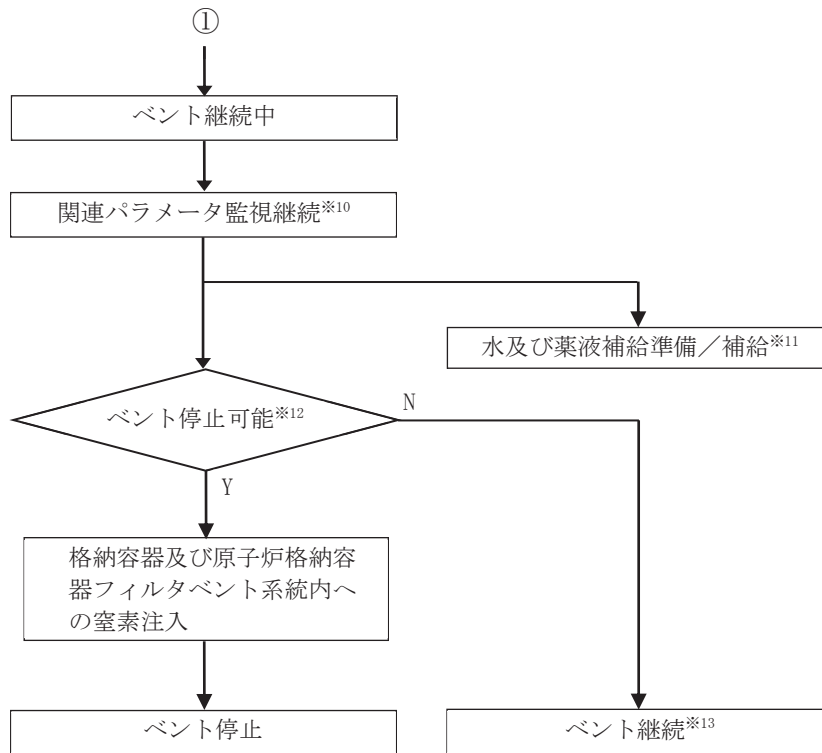 ①
ベント継続中
関連パラメータ監視継続※10
水及び薬液補給準備／補給※11
ベント停止可能※12
N
Y
格納容器及び原子炉格納容
器フィルタベント系統内へ
の窒素注入
ベント停止
ベント継続※13